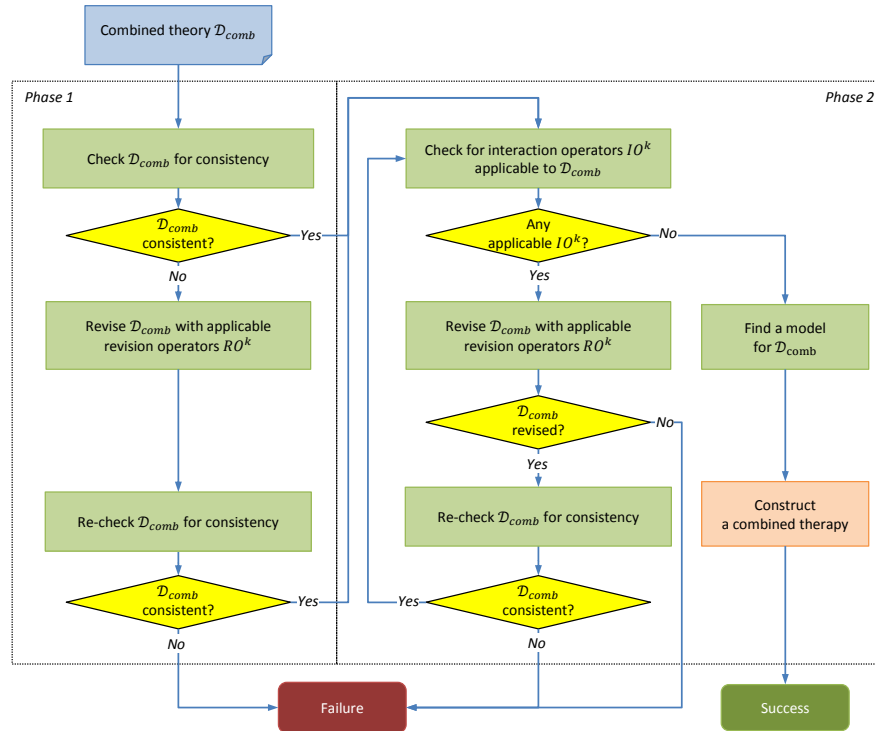 Combined theory 𝒟comb
Phase 1
Phase 2
Check 𝒟comb for consistency
𝒟comb
consistent?
Yes
No
Revise 𝒟comb with applicable
revision operators RO^k
Re-check 𝒟comb for consistency
𝒟comb
consistent?
Yes
No
Check for interaction operators IO^k
applicable to 𝒟comb
Any
applicable IO^k?
No
Yes
Revise 𝒟comb with applicable
revision operators RO^k
𝒟comb
revised?
No
Yes
Re-check 𝒟comb for consistency
𝒟comb
consistent?
Yes
No
Find a model
for 𝒟comb
Construct
a combined therapy
Failure
Success